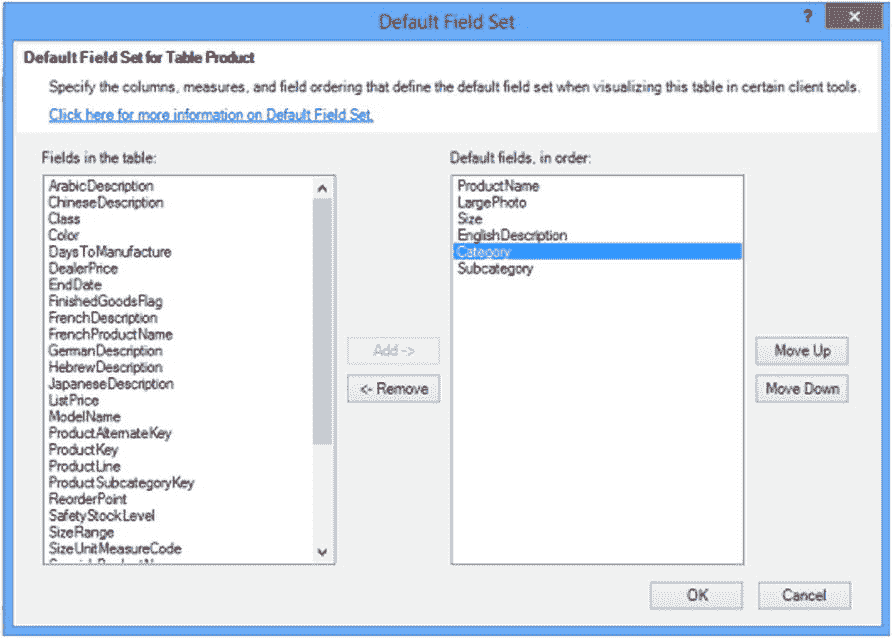 Default Field Set
?
Default Field Set for Table Product
Specify the columns, measures, and field ordering that define the default field set when visualizing this table in certain client tools.
Click here for more information on Default Field Set.
Fields in the table:
ArabicDescription
ChineseDescription
Class
Color
DaysToManufacture
DealerPrice
EndDate
FinishedGoodsFlag
FrenchDescription
FrenchProductName
GermanDescription
HebrewDescription
JapaneseDescription
ListPrice
ModelName
ProductAlternateKey
ProductKey
ProductLine
ProductSubcategoryKey
ReorderPoint
SafetyStockLevel
SizeRange
SizeUnitMeasureCode
Add ->
<- Remove
Default fields, in order:
ProductName
LargePhoto
Size
EnglishDescription
Category
Subcategory
Move Up
Move Down
OK
Cancel